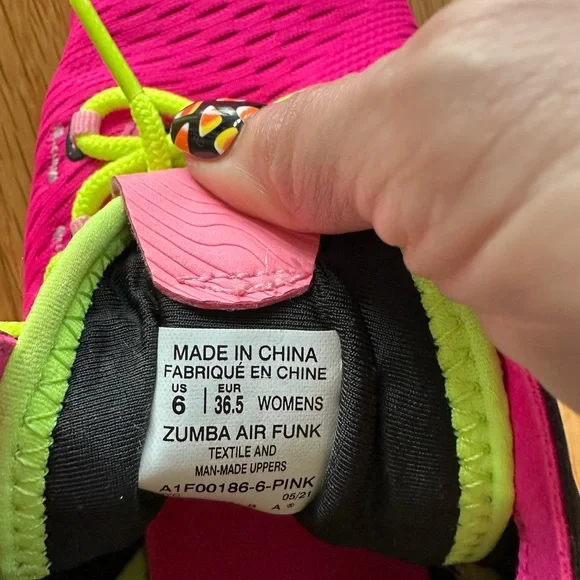 MADE IN CHINA
FABRIQUÉ EN CHINE
US EUR
6 | 36.5 WOMENS
ZUMBA AIR FUNK
TEXTILE AND
MAN-MADE UPPERS
A1F00186-6-PINK
05/21